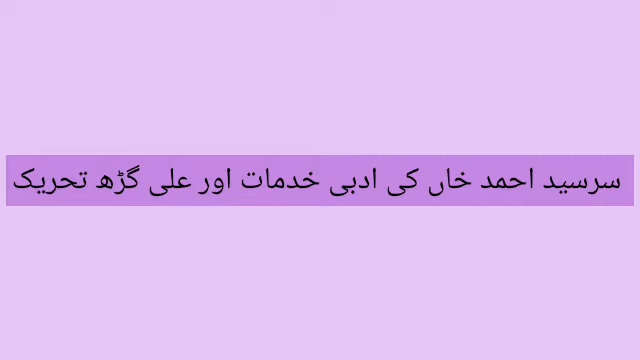 سرسید احمد خاں کی ادبی خدمات اور علی گڑھ تحریک